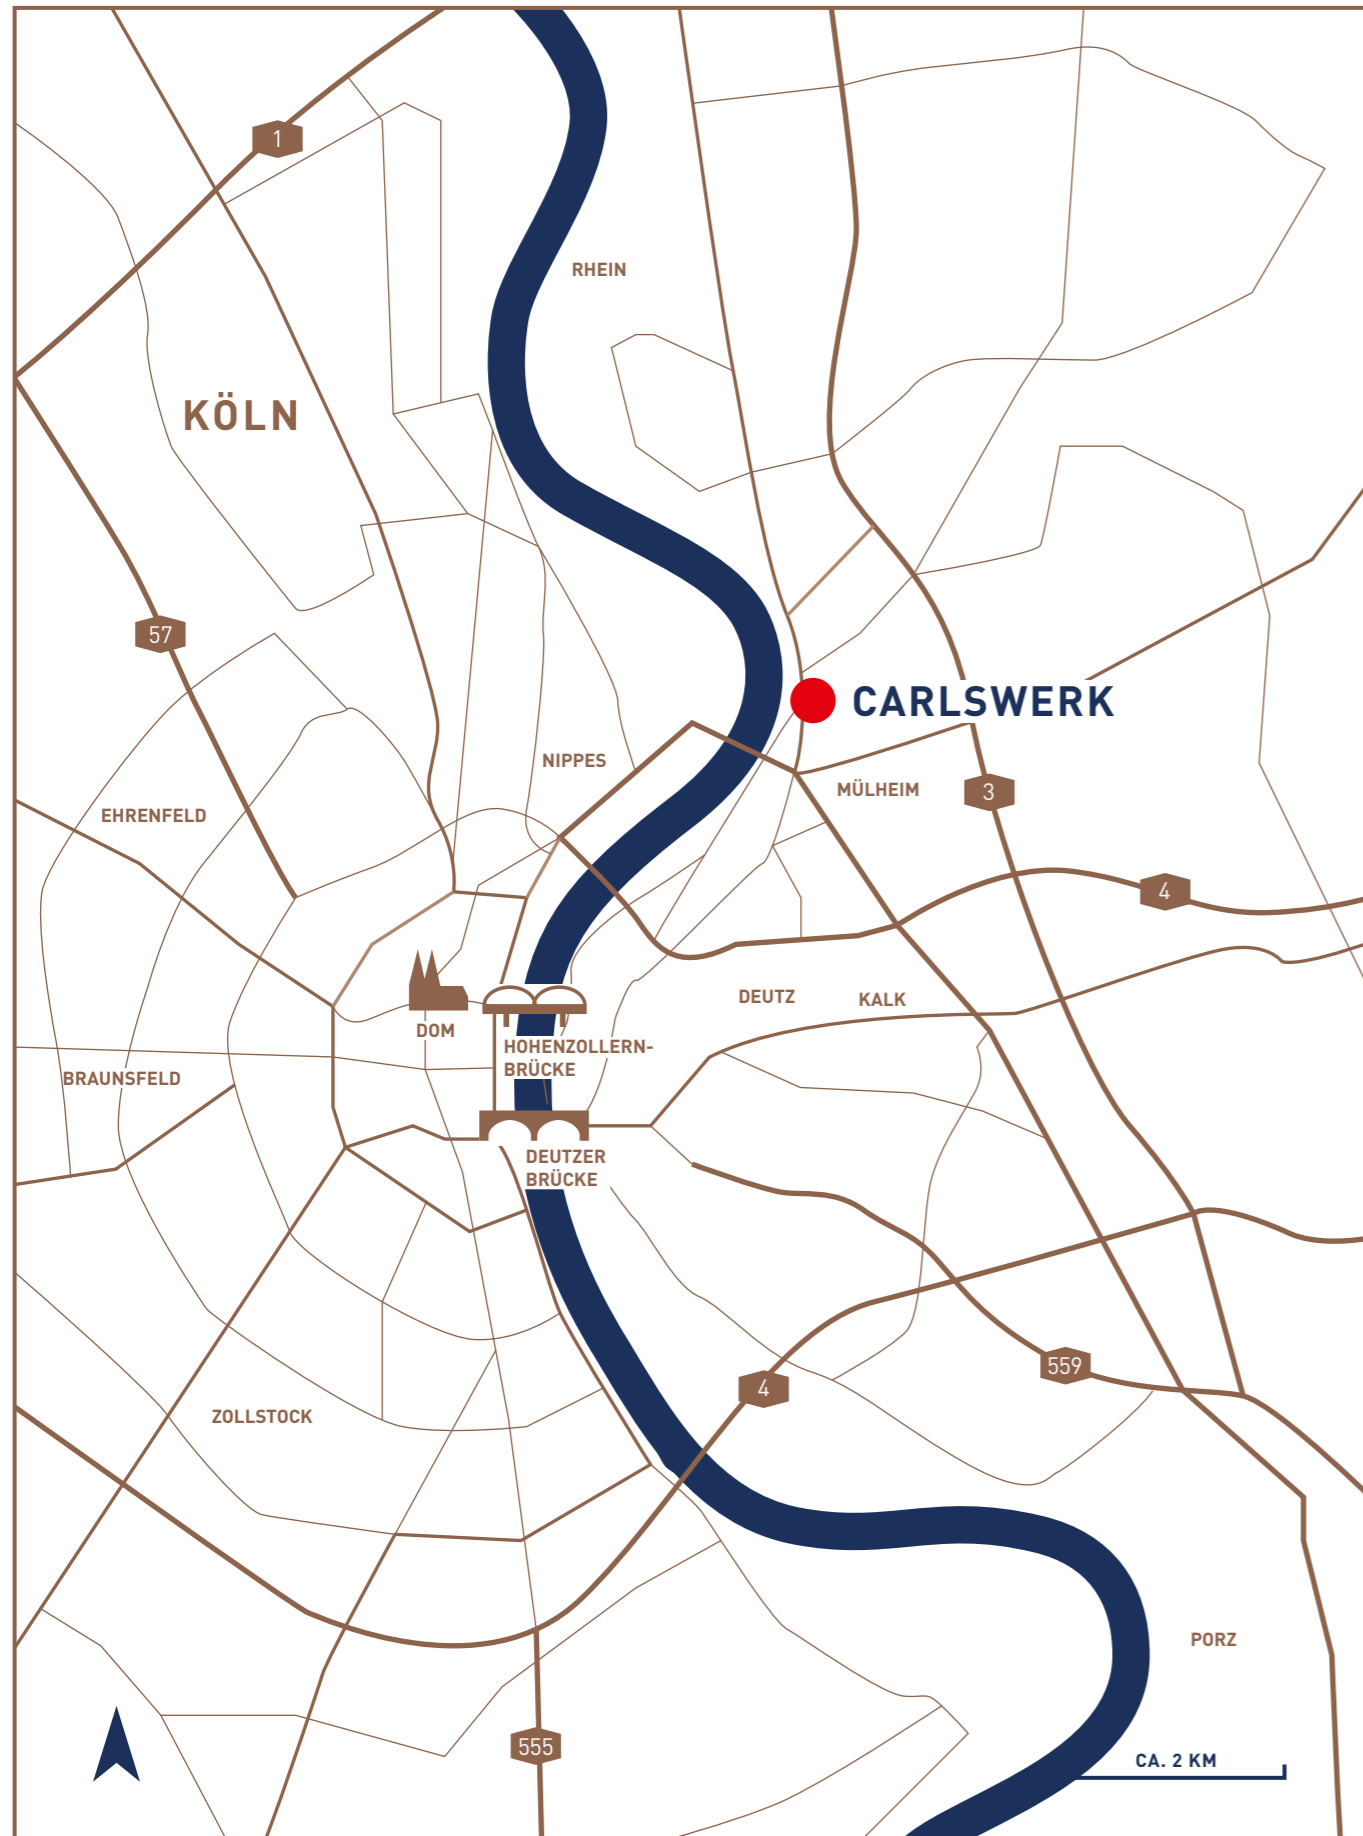 1
RHEIN
KÖLN
57
CARLSWERK
NIPPES
MÜLHEIM
3
EHRENFELD
4
DEUTZ
KALK
DOM
HOHENZOLLERN-
BRÜCKE
BRAUNSFELD
DEUTZER
BRÜCKE
559
4
ZOLLSTOCK
PORZ
555
CA. 2 KM